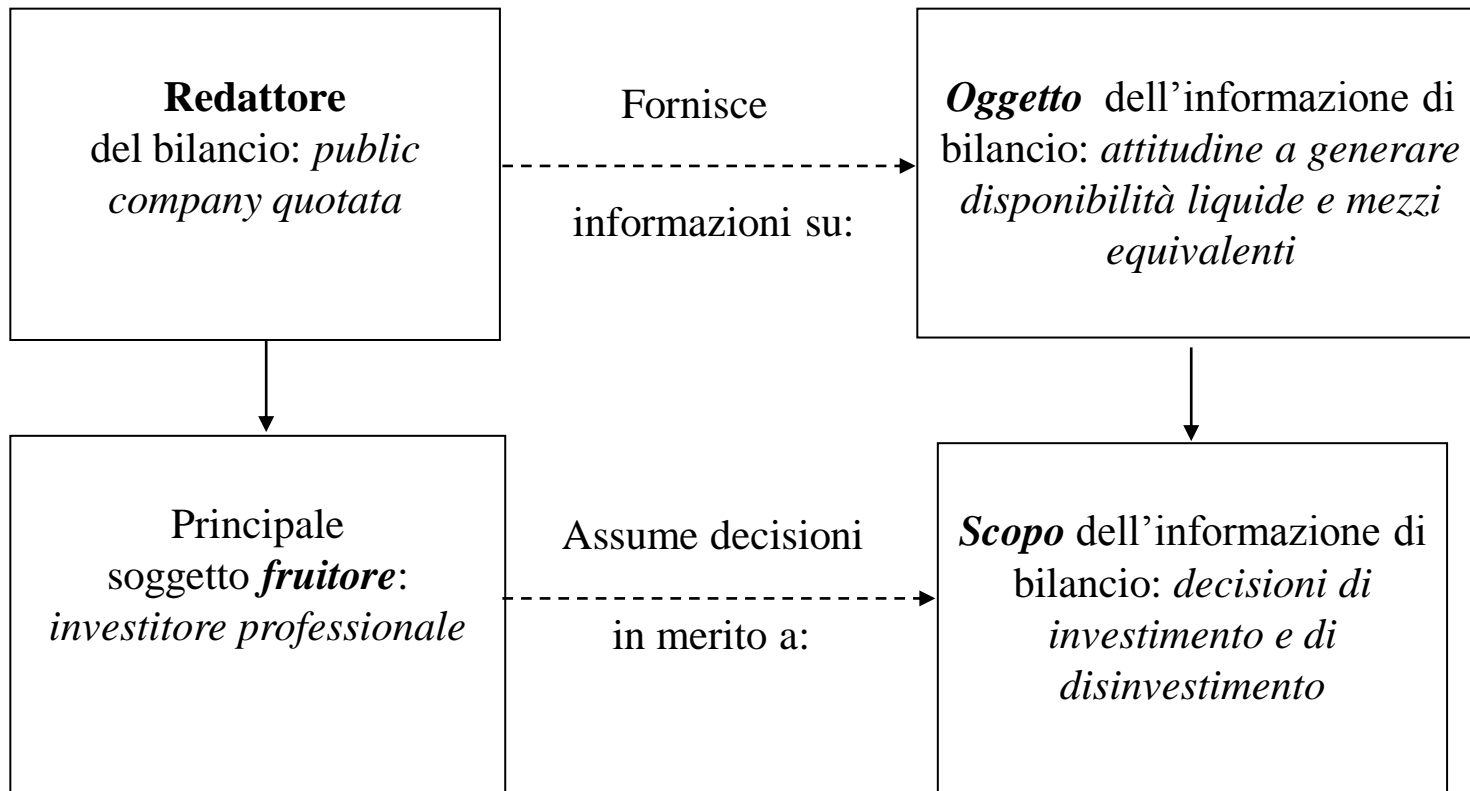 Redattore
del bilancio: public
company quotata
Fornisce
informazioni su:
Oggetto dell’informazione di
bilancio: attitudine a generare
disponibilità liquide e mezzi
equivalenti
Principale
soggetto fruitore:
investitore professionale
Assume decisioni
in merito a:
Scopo dell’informazione di
bilancio: decisioni di
investimento e di
disinvestimento